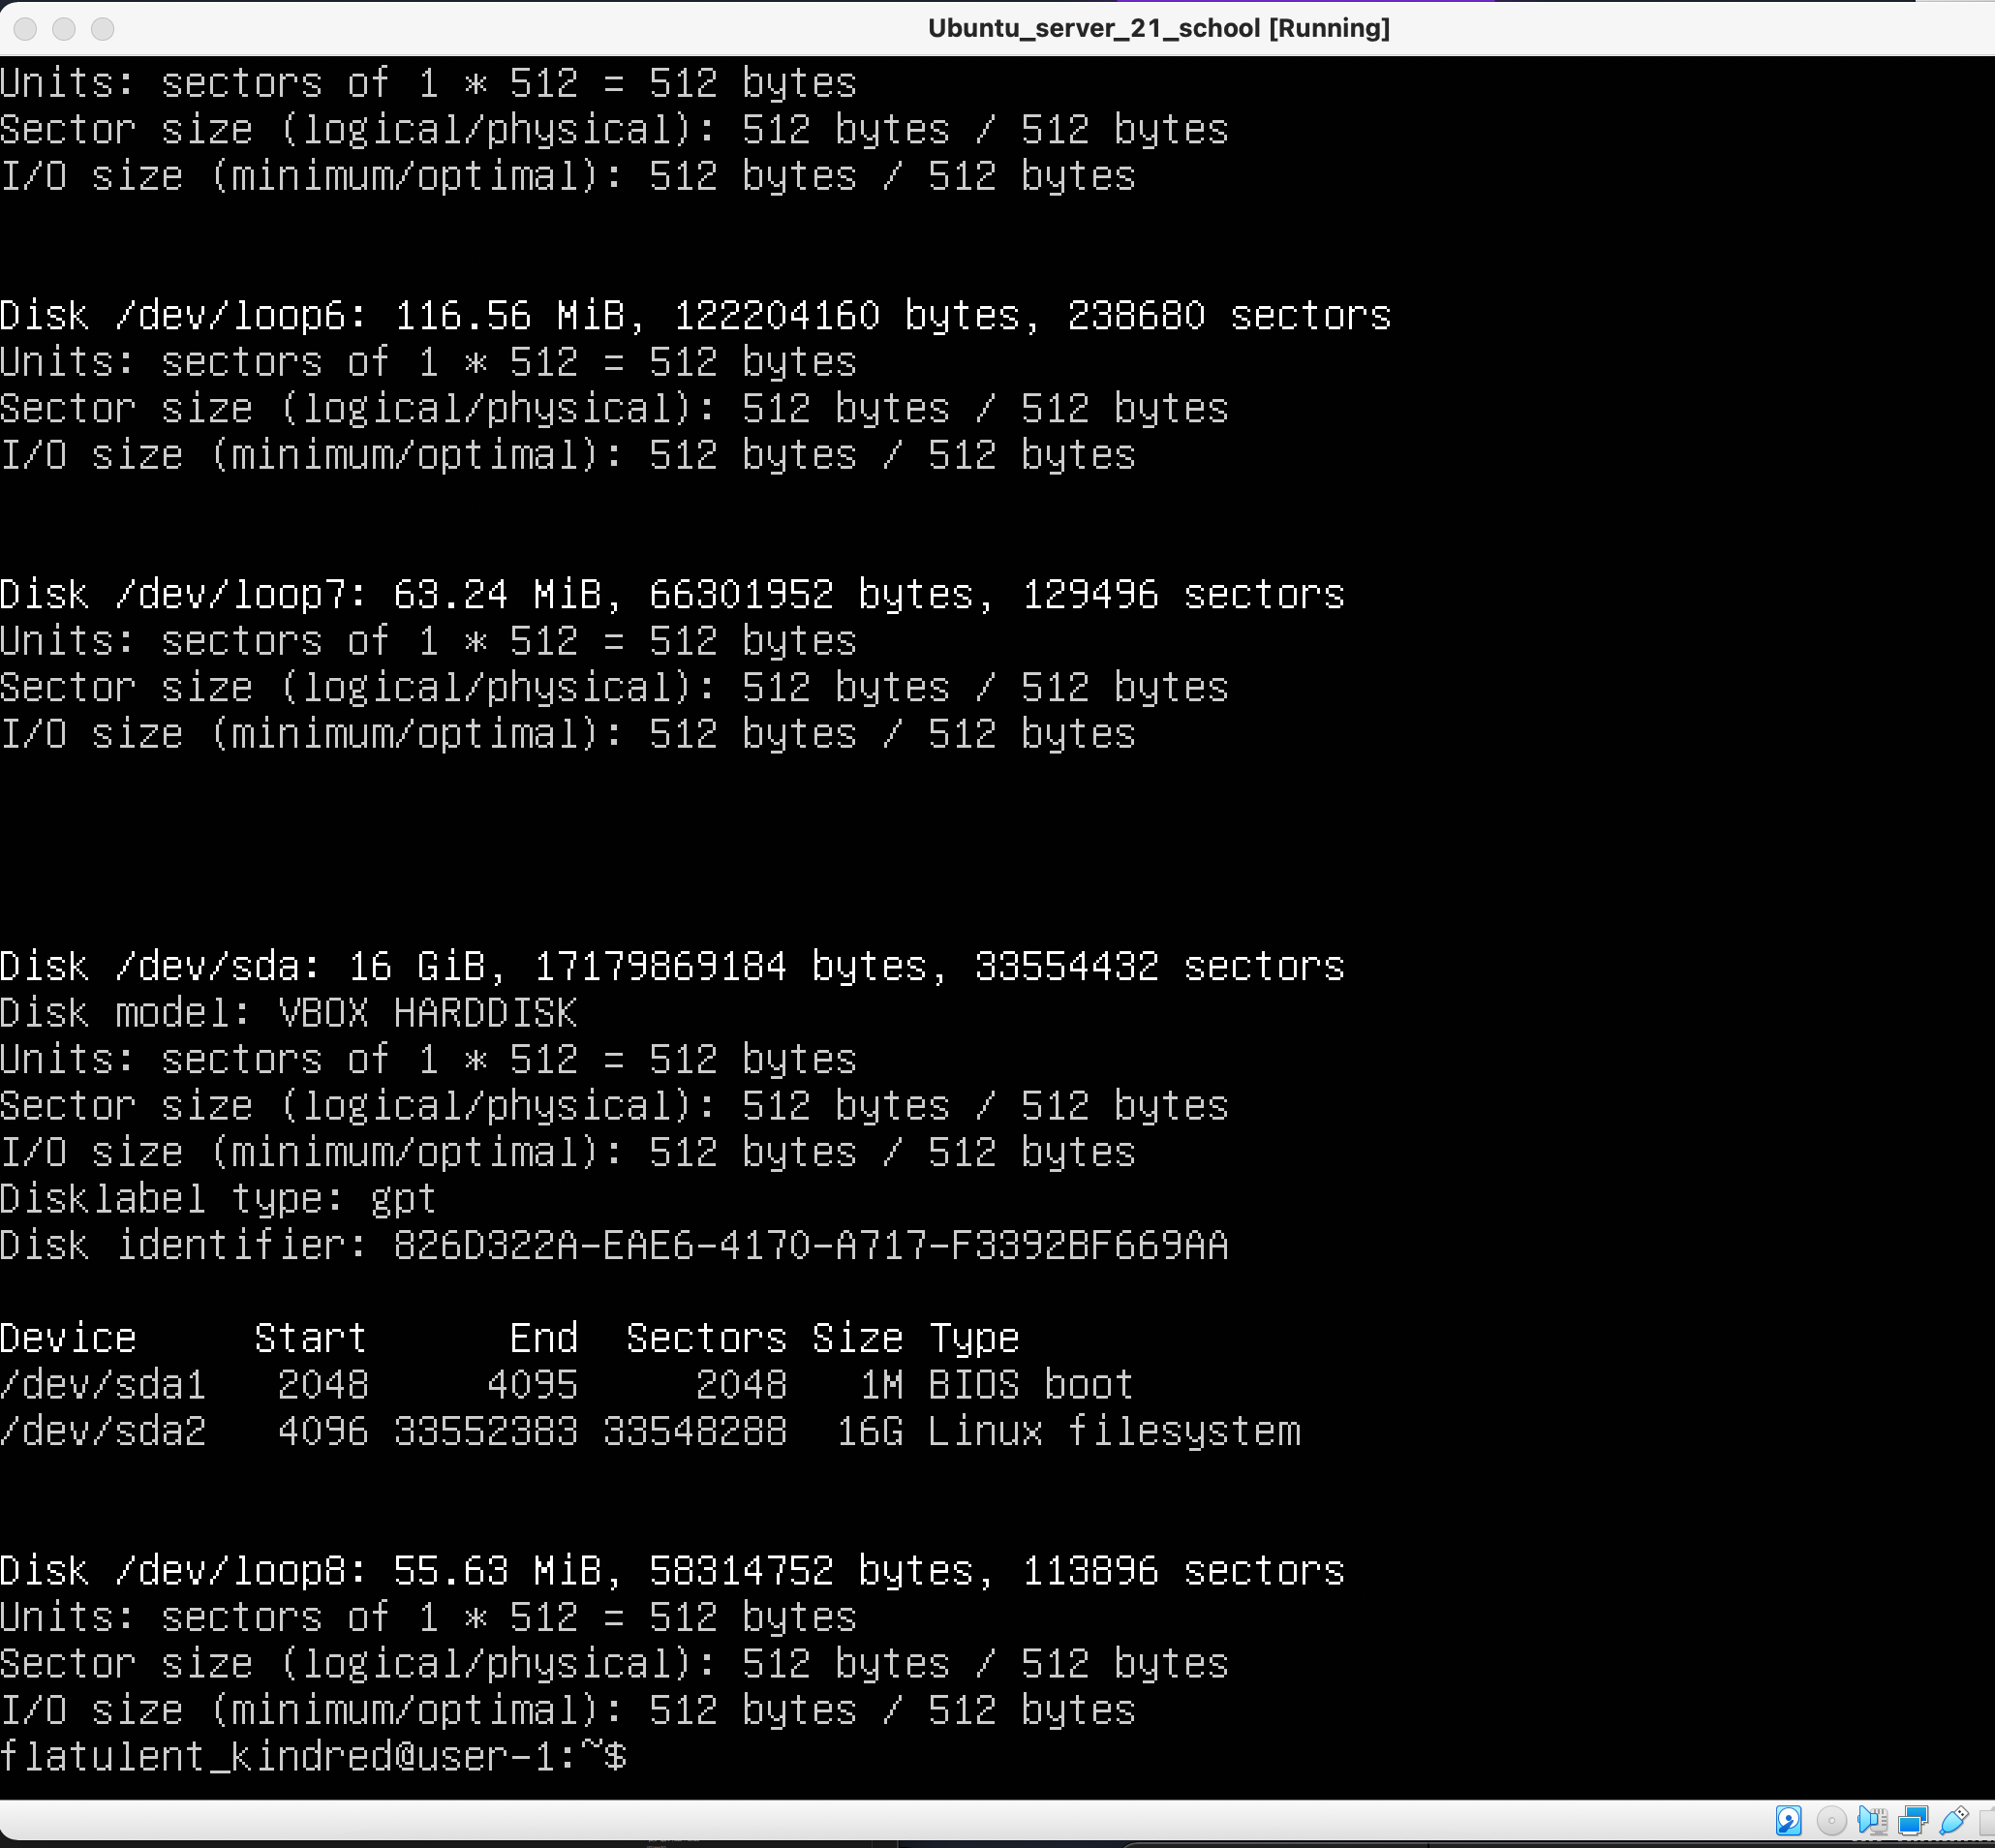 Ubuntu_server_21_school [Running]
Units: sectors of 1 * 512 = 512 bytes
Sector size (logical/physical): 512 bytes / 512 bytes
I/O size (minimum/optimal): 512 bytes / 512 bytes
Disk /dev/loop6: 116.56 MiB, 122204160 bytes, 238680 sectors
Units: sectors of 1 * 512 = 512 bytes
Sector size (logical/physical): 512 bytes / 512 bytes
I/O size (minimum/optimal): 512 bytes / 512 bytes
Disk /dev/loop7: 63.24 MiB, 66301952 bytes, 129496 sectors
Units: sectors of 1 * 512 = 512 bytes
Sector size (logical/physical): 512 bytes / 512 bytes
I/O size (minimum/optimal): 512 bytes / 512 bytes
Disk /dev/sda: 16 GiB, 17179869184 bytes, 33554432 sectors
Disk model: VBOX HARDDISK
Units: sectors of 1 * 512 = 512 bytes
Sector size (logical/physical): 512 bytes / 512 bytes
I/O size (minimum/optimal): 512 bytes / 512 bytes
Disklabel type: gpt
Disk identifier: 826D322A-EAE6-4170-A717-F3392BF669AA
Device     Start      End  Sectors Size Type
/dev/sda1   2048     4095     2048   1M BIOS boot
/dev/sda2   4096 33552383 33548288  16G Linux filesystem
Disk /dev/loop8: 55.63 MiB, 58314752 bytes, 113896 sectors
Units: sectors of 1 * 512 = 512 bytes
Sector size (logical/physical): 512 bytes / 512 bytes
I/O size (minimum/optimal): 512 bytes / 512 bytes
flatulent_kindred@user-1:~$